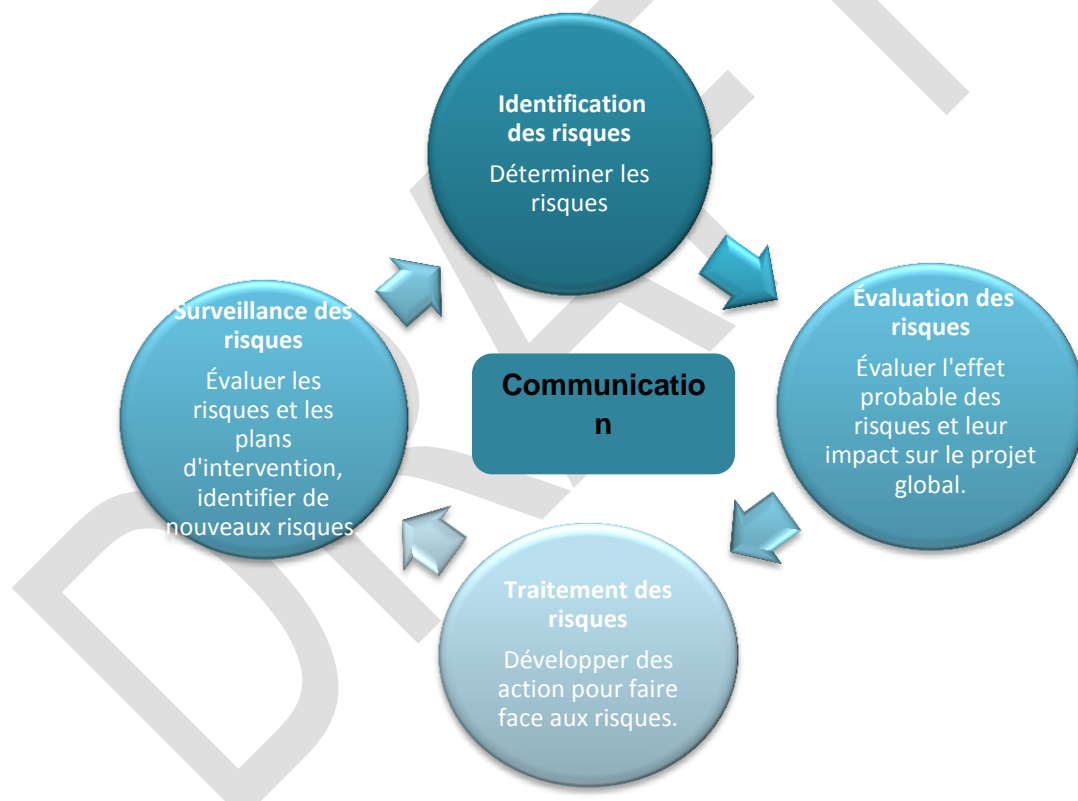 Identification
des risques
Déterminer les
risques
Évaluation des
risques
Évaluer l'effet
probable des
risques et leur
impact sur le projet
global.
Traitement des
risques
Développer des
action pour faire
face aux risques.
Surveillance des
risques
Évaluer les
risques et les
plans
d'intervention,
identifier de
nouveaux risques.
Communicatio
n
DRAFT